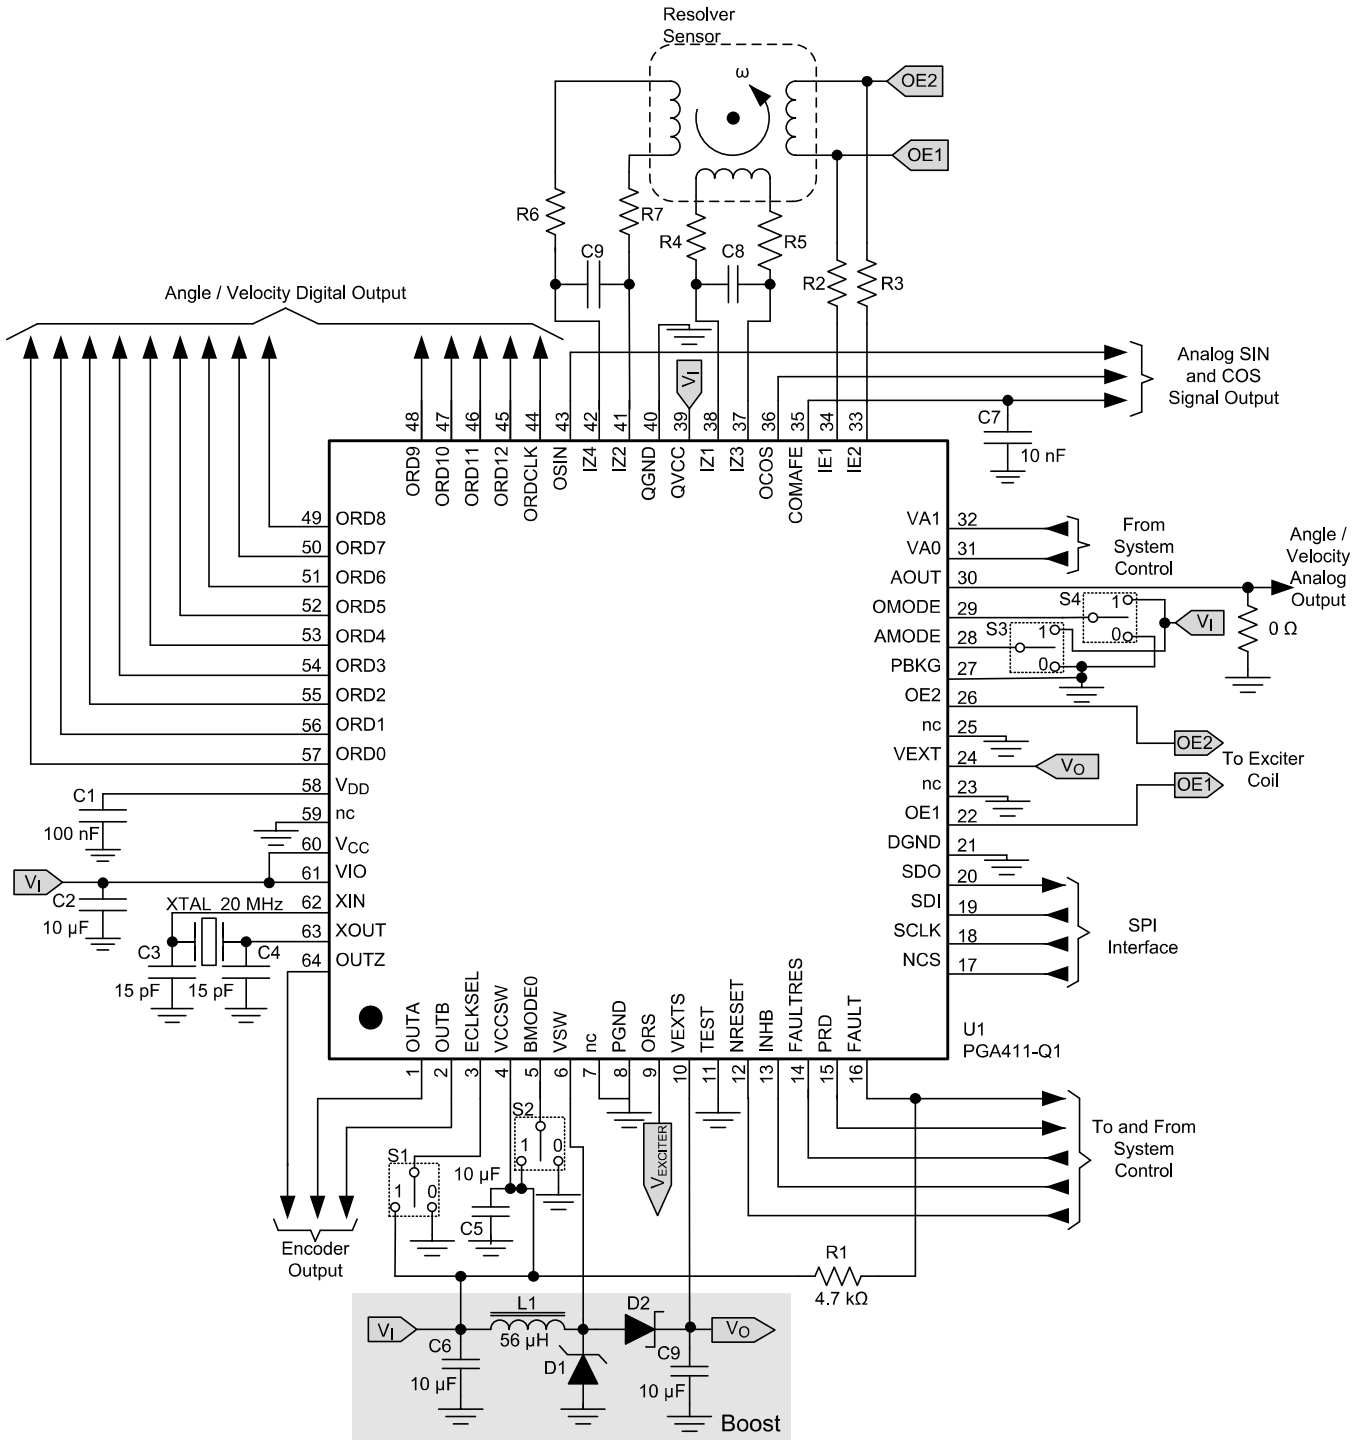 Resolver
Sensor
ω
OE2
OE1
R6
R7
R4
R5
C9
C8
R2
R3
Angle / Velocity Digital Output
Analog SIN
and COS
Signal Output
VI
C7
10 nF
48 47 46 45 44 43 42 41 40 39 38 37 36 35 34 33
ORD9 ORD10 ORD11 ORD12 ORDCLK OSIN IZ4 IZ2 QGND QVCC IZ1 IZ3 OCOS COMAFE IE1 IE2
49 ORD8
50 ORD7
51 ORD6
52 ORD5
53 ORD4
54 ORD3
55 ORD2
56 ORD1
57 ORD0
58 VDD
59 nc
60 VCC
61 VIO
62 XIN
63 XOUT
64 OUTZ
C1
100 nF
VI
C2
10 µF
XTAL 20 MHz
C3
C4
15 pF
15 pF
VA1 32
VA0 31
AOUT 30
OMODE 29
AMODE 28
PBKG 27
OE2 26
nc 25
VEXT 24
nc 23
OE1 22
DGND 21
SDO 20
SDI 19
SCLK 18
NCS 17
From
System
Control
Angle /
Velocity
Analog
Output
S4
1
0
S3
1
0
VI
0 Ω
OE2
VO
OE1
To Exciter
Coil
SPI
Interface
U1
PGA411-Q1
OUTA OUTB ECLKSEL VCCSW BMODE0 VSW nc PGND ORS VEXTS TEST NRESET INHB FAULTRES PRD FAULT
1 2 3 4 5 6 7 8 9 10 11 12 13 14 15 16
S2
1 0
S1
1 0
10 µF
C5
VEXCITER
To and From
System
Control
Encoder
Output
R1
4.7 kΩ
L1
56 µH
D2
VI
VO
C6
10 µF
D1
C9
10 µF
Boost